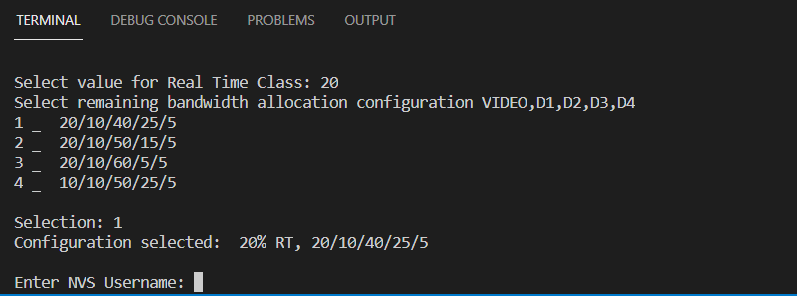 TERMINAL DEBUG CONSOLE PROBLEMS OUTPUT
Select value for Real Time Class: 20
Select remaining bandwidth allocation configuration VIDEO,D1,D2,D3,D4
1 _  20/10/40/25/5
2 _  20/10/50/15/5
3 _  20/10/60/5/5
4 _  10/10/50/25/5
Selection: 1
Configuration selected:  20% RT, 20/10/40/25/5
Enter NVS Username: